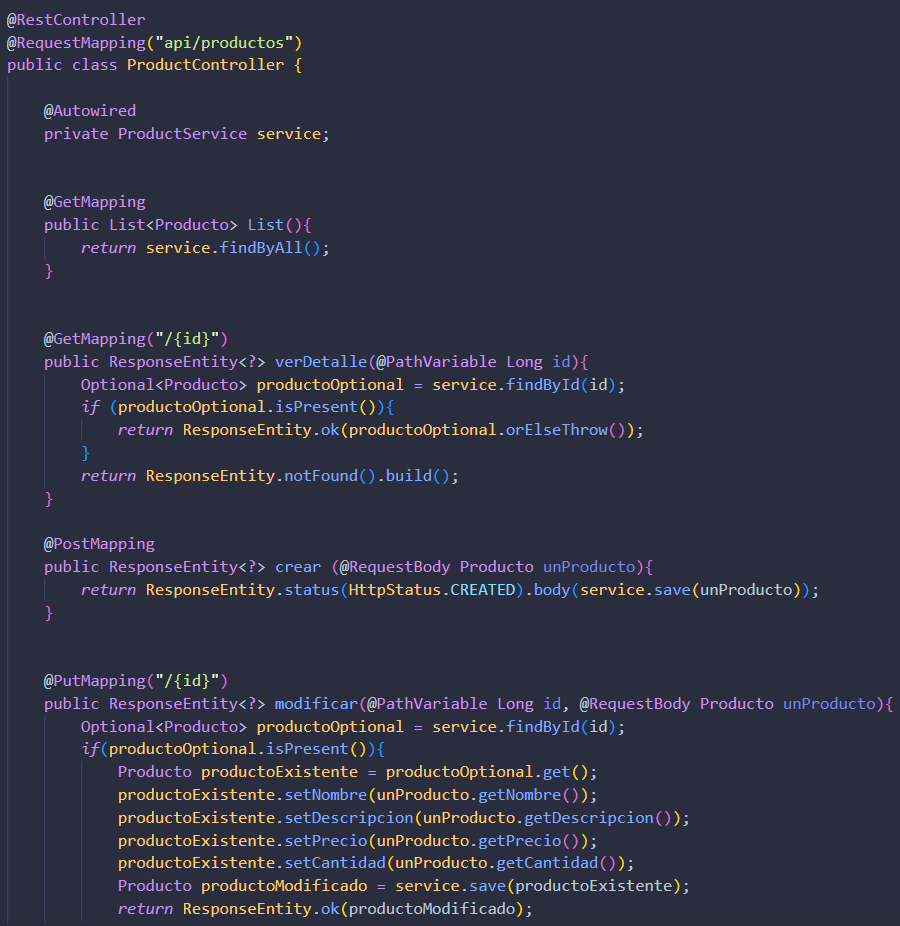 @RestController
@RequestMapping("api/productos")
public class ProductController {
@Autowired
private ProductService service;
@GetMapping
public List<Producto> List(){
return service.findByAll();
}
@GetMapping("/{id}")
public ResponseEntity<?> verDetalle(@PathVariable Long id){
Optional<Producto> productoOptional = service.findById(id);
if (productoOptional.isPresent()){
return ResponseEntity.ok(productoOptional.orElseThrow());
}
return ResponseEntity.notFound().build();
}
@PostMapping
public ResponseEntity<?> crear (@RequestBody Producto unProducto){
return ResponseEntity.status(HttpStatus.CREATED).body(service.save(unProducto));
}
@PutMapping("/{id}")
public ResponseEntity<?> modificar(@PathVariable Long id, @RequestBody Producto unProducto){
Optional<Producto> productoOptional = service.findById(id);
if(productoOptional.isPresent()){
Producto productoExistente = productoOptional.get();
productoExistente.setNombre(unProducto.getNombre());
productoExistente.setDescripcion(unProducto.getDescripcion());
productoExistente.setPrecio(unProducto.getPrecio());
productoExistente.setCantidad(unProducto.getCantidad());
Producto productoModificado = service.save(productoExistente);
return ResponseEntity.ok(productoModificado);